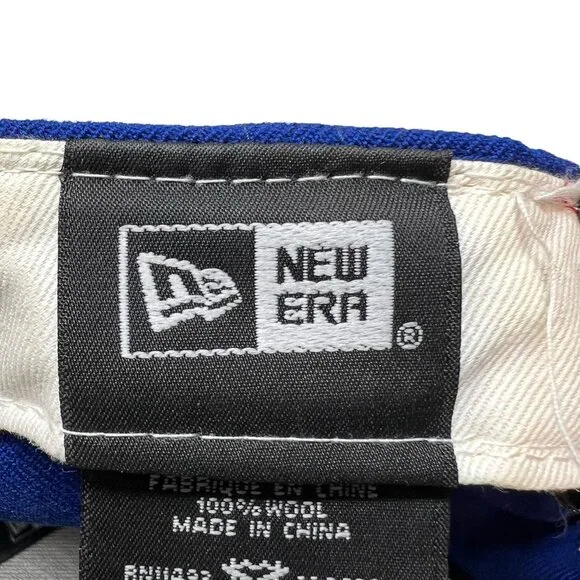 NEW
ERA
®
FABRIQUE EN CHINE
100% WOOL
MADE IN CHINA